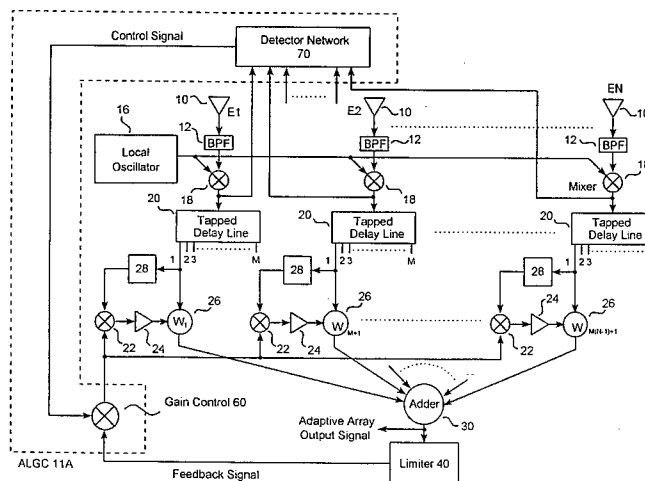 Control Signal
Detector Network
70
16
10
E1
12
BPF
Local
Oscillator
18
E2
10
BPF
12
18
EN
10
12
BPF
18
Mixer
20
Tapped
Delay Line
1
2 3
M
20
Tapped
Delay Line
1
2 3
M
20
Tapped
Delay Line
1
2 3
28
26
W1
22
24
28
26
W
M+1
22
24
28
24
26
W
M(N-1)+1
22
Gain Control 60
Adder
30
Adaptive Array
Output Signal
Limiter 40
ALGC 11A
Feedback Signal